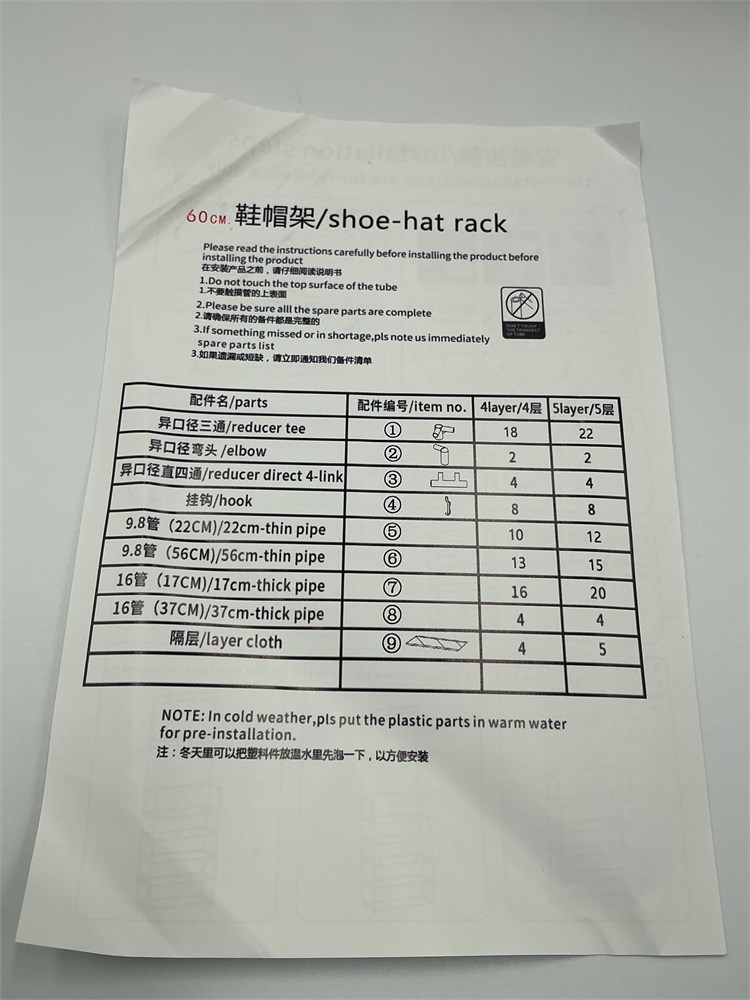 60CM. 鞋帽架/shoe-hat rack
Please read the instructions carefully before installing the product before
installing the product
在安装产品之前，请仔细阅读说明书
1.Do not touch the top surface of the tube
1.不要触摸管的上表面
2.Please be sure alll the spare parts are complete
2.请确保所有的备件都是完整的
3.If something missed or in shortage,pls note us immediately
spare parts list
3.如果遗漏或短缺，请立即通知我们备件清单
DON'T TOUCH
THE TRANSECT
OF TUBE
配件名/parts 配件编号/item no. 4layer/4层 5layer/5层
异口径三通/reducer tee ① 18 22
异口径弯头 /elbow ② 2 2
异口径直四通/reducer direct 4-link ③ 4 4
挂钩/hook ④ 8 8
9.8管（22CM)/22cm-thin pipe ⑤ 10 12
9.8管（56CM)/56cm-thin pipe ⑥ 13 15
16管（17CM)/17cm-thick pipe ⑦ 16 20
16管（37CM)/37cm-thick pipe ⑧ 4 4
隔层/layer cloth ⑨ 4 5
NOTE: In cold weather,pls put the plastic parts in warm water
for pre-installation.
注：冬天里可以把塑料件放温水里先泡一下，以方便安装